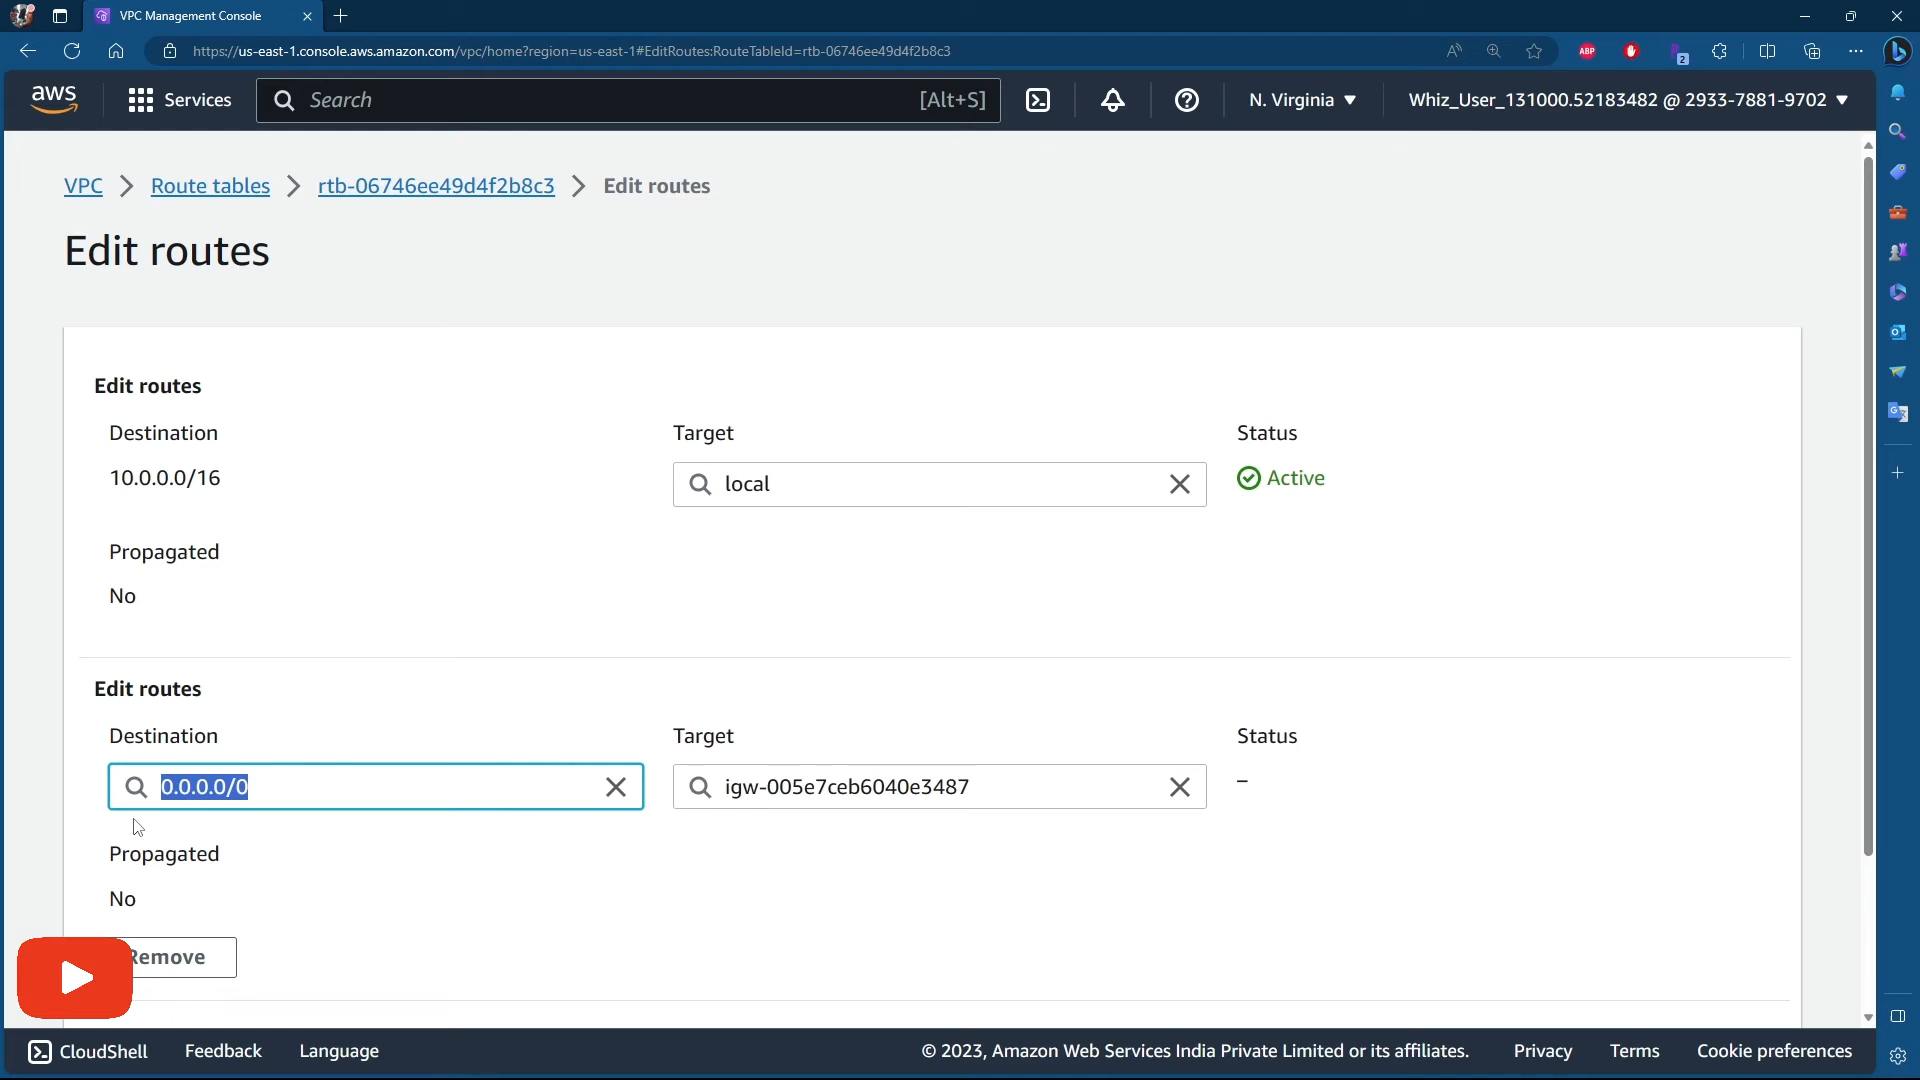 VPC Management Console
https://us-east-1.console.aws.amazon.com/vpc/home?region=us-east-1#EditRoutes:RouteTableId=rtb-06746ee49d4f2b8c3
ABP
2
aws
Services
Search
[Alt+S]
N. Virginia
Whiz_User_131000.52183482 @ 2933-7881-9702
VPC
Route tables
rtb-06746ee49d4f2b8c3
Edit routes
Edit routes
Edit routes
Destination
Target
Status
10.0.0.0/16
local
Active
Propagated
No
Edit routes
Destination
Target
Status
0.0.0.0/0
igw-005e7ceb6040e3487
–
Propagated
No
Remove
CloudShell
Feedback
Language
© 2023, Amazon Web Services India Private Limited or its affiliates.
Privacy
Terms
Cookie preferences